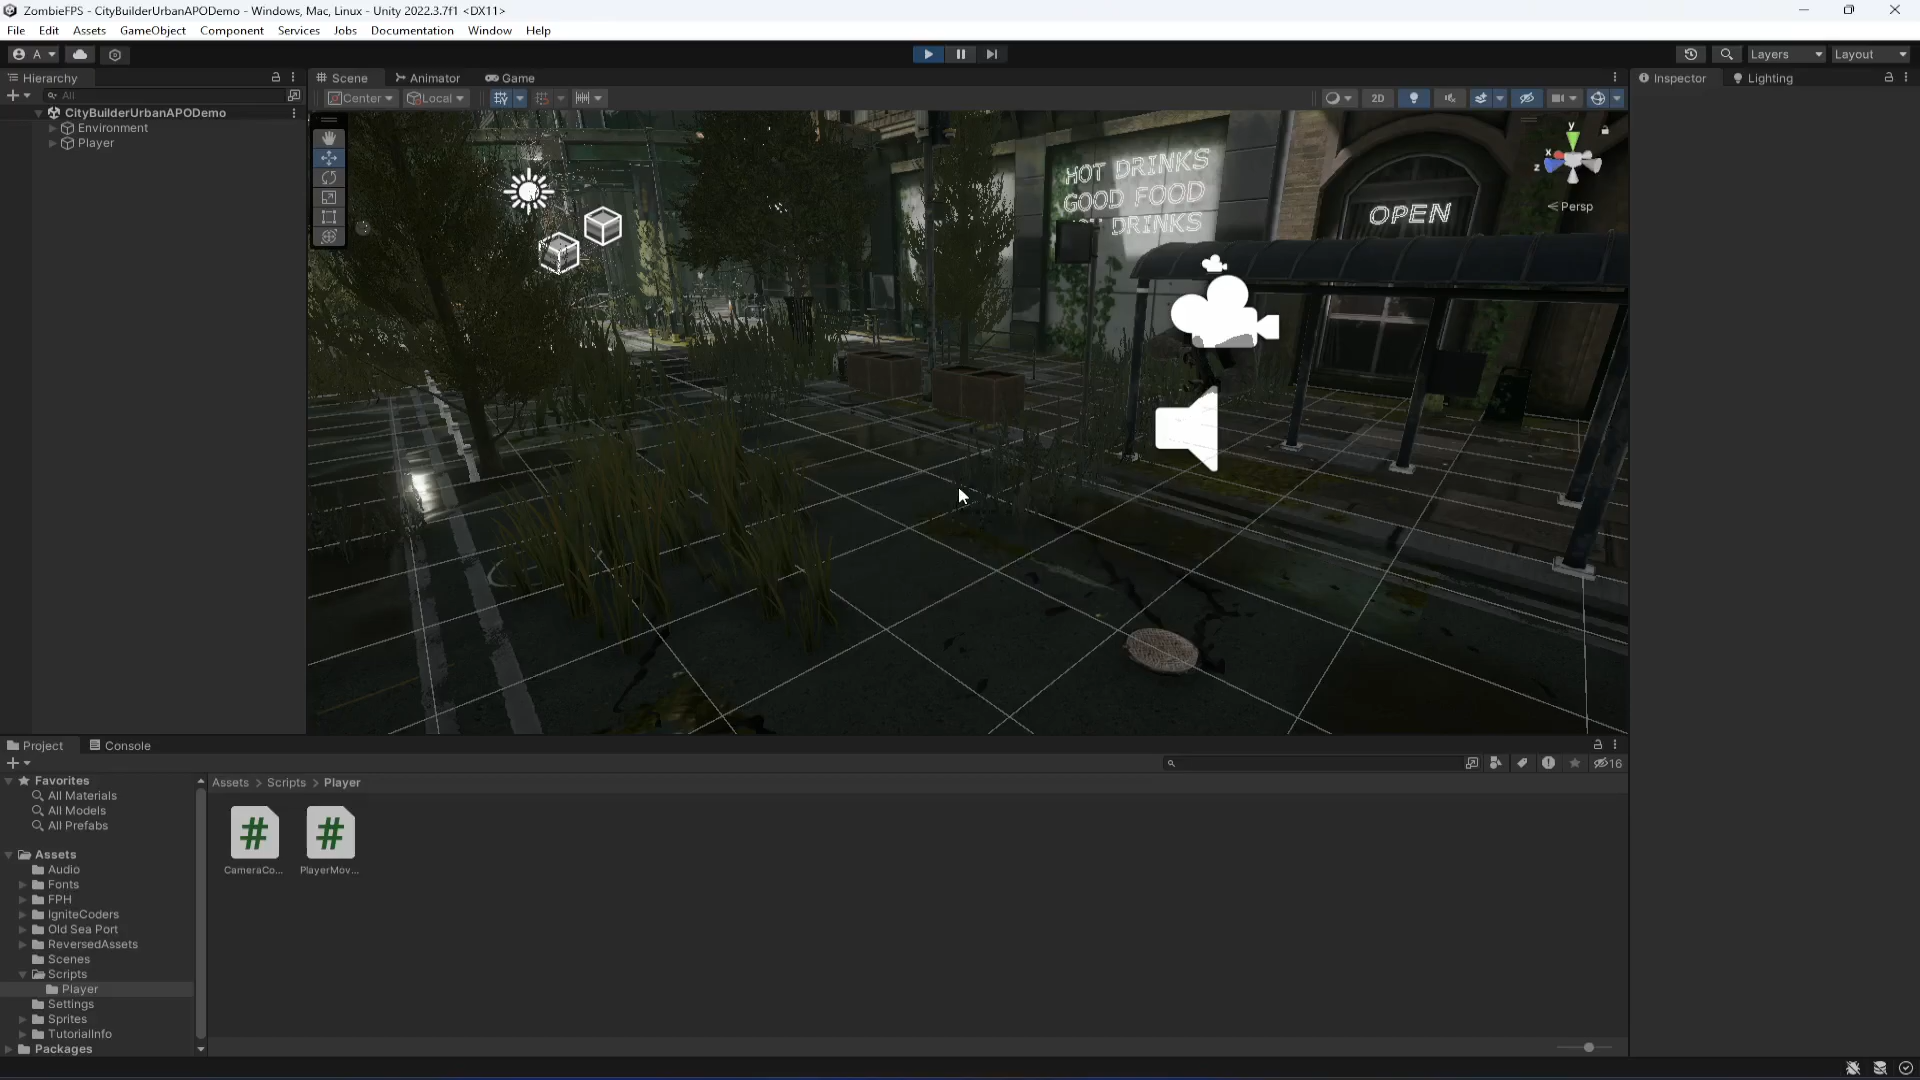 ZombieFPS - CityBuilderUrbanAPODemo - Windows, Mac, Linux - Unity 2022.3.7f1 <DX11>
File Edit Assets GameObject Component Services Jobs Documentation Window Help
A Layers Layout
Hierarchy
All
CityBuilderUrbanAPODemo
Environment
Player
Scene Animator Game
Center Local 2D
HOT DRINKS
GOOD FOOD
DRINKS
OPEN
y
x
z
Persp
Inspector Lighting
Project Console
16
Favorites
All Materials
All Models
All Prefabs
Assets
Audio
Fonts
FPH
IgniteCoders
Old Sea Port
ReversedAssets
Scenes
Scripts
Player
Settings
Sprites
TutorialInfo
Packages
Assets > Scripts > Player
# #
CameraCo... PlayerMov...